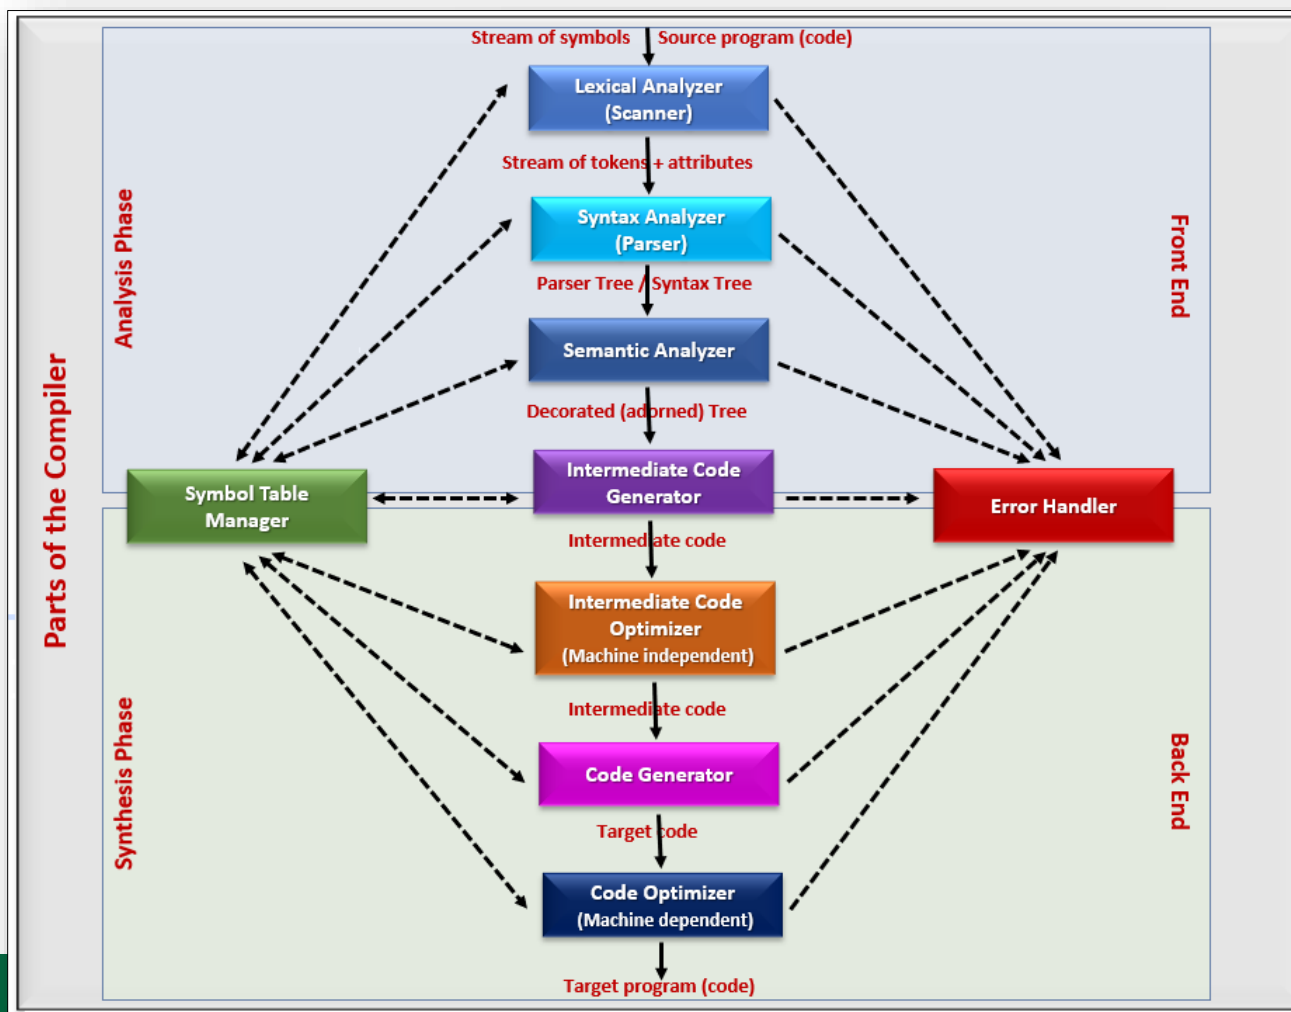 Stream of symbols
Source program (code)
Lexical Analyzer
(Scanner)
Stream of tokens + attributes
Syntax Analyzer
(Parser)
Parser Tree / Syntax Tree
Semantic Analyzer
Decorated (adorned) Tree
Intermediate Code
Generator
Symbol Table
Manager
Error Handler
Intermediate code
Intermediate Code
Optimizer
(Machine independent)
Intermediate code
Code Generator
Target code
Code Optimizer
(Machine dependent)
Target program (code)
Parts of the Compiler
Analysis Phase
Synthesis Phase
Front End
Back End